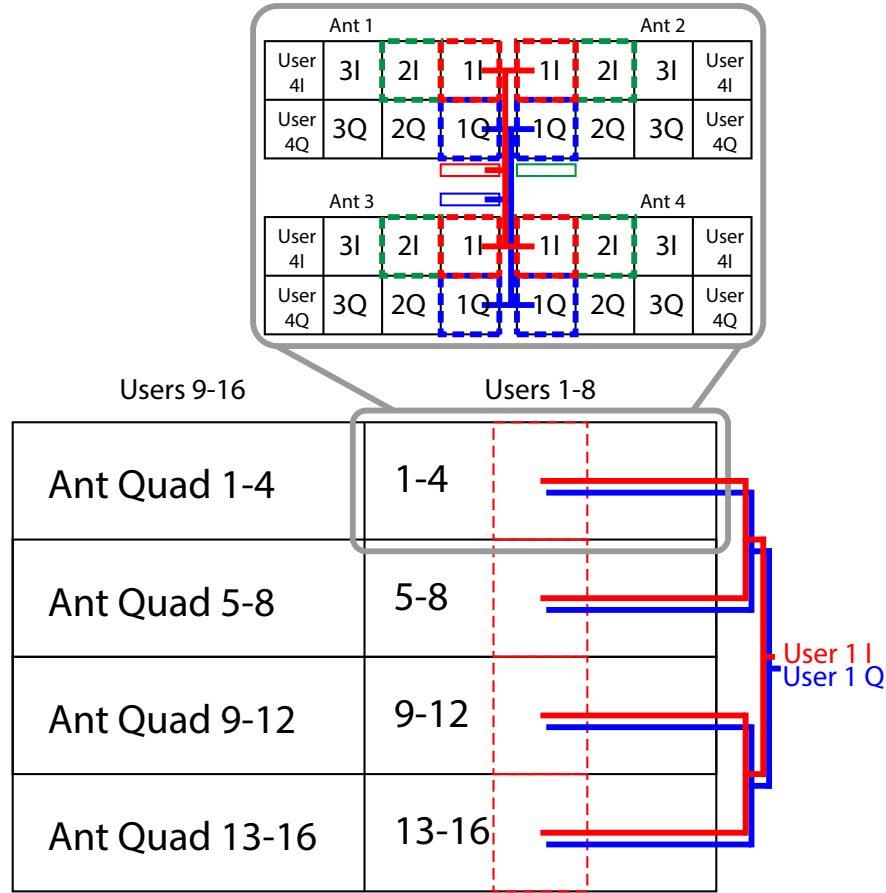 Ant 1 Ant 2
User 4I 3I 2I 1I 1I 2I 3I User 4I
User 4Q 3Q 2Q 1Q 1Q 2Q 3Q User 4Q
Ant 3 Ant 4
User 4I 3I 2I 1I 1I 2I 3I User 4I
User 4Q 3Q 2Q 1Q 1Q 2Q 3Q User 4Q
Users 9-16 Users 1-8
Ant Quad 1-4 1-4
Ant Quad 5-8 5-8
User 1 I
User 1 Q
Ant Quad 9-12 9-12
Ant Quad 13-16 13-16